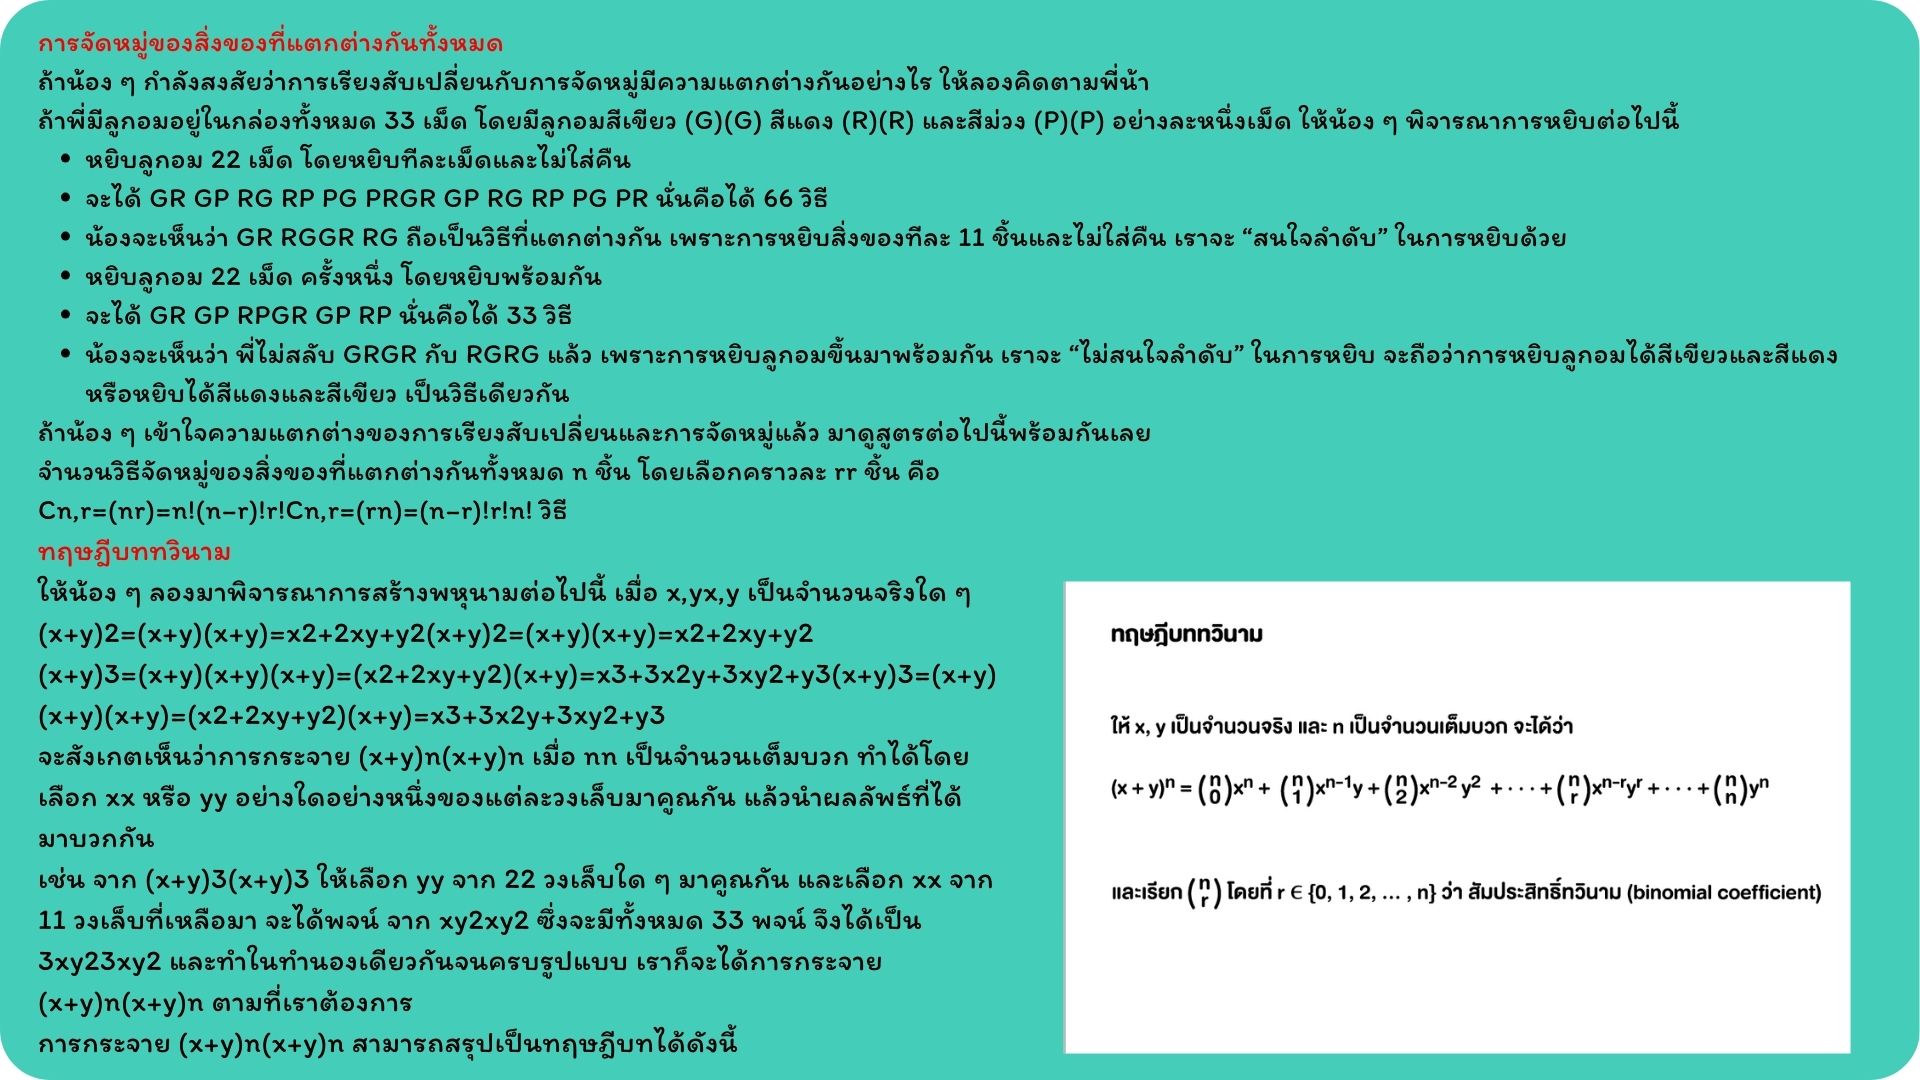 การจัดหมู่ของสิ่งของที่แตกต่างกันทั้งหมด
ถ้าน้อง ๆ กำลังสงสัยว่าการเรียงสับเปลี่ยนกับการจัดหมู่มีความแตกต่างกันอย่างไร ให้ลองคิดตามพี่น้า
ถ้าพี่มีลูกอมอยู่ในกล่องทั้งหมด 33 เม็ด โดยมีลูกอมสีเขียว (G)(G) สีแดง (R)(R) และสีม่วง (P)(P) อย่างละหนึ่งเม็ด ให้น้อง ๆ พิจารณาการหยิบต่อไปนี้
• หยิบลูกอม 22 เม็ด โดยหยิบทีละเม็ดและไม่ใส่คืน
• จะได้ GR GP RG RP PG PRGR GP RG RP PG PR นั่นคือได้ 66 วิธี
• น้องจะเห็นว่า GR RGGR RG ถือเป็นวิธีที่แตกต่างกัน เพราะการหยิบสิ่งของทีละ 11 ชิ้นและไม่ใส่คืน เราจะ “สนใจลำดับ” ในการหยิบด้วย
• หยิบลูกอม 22 เม็ด ครั้งหนึ่ง โดยหยิบพร้อมกัน
• จะได้ GR GP RPGR GP RP นั่นคือได้ 33 วิธี
• น้องจะเห็นว่า พี่ไม่สลับ GRGR กับ RGRG แล้ว เพราะการหยิบลูกอมขึ้นมาพร้อมกัน เราจะ “ไม่สนใจลำดับ” ในการหยิบ จะถือว่าการหยิบลูกอมได้สีเขียวและสีแดง
หรือหยิบได้สีแดงและสีเขียว เป็นวิธีเดียวกัน
ถ้าน้อง ๆ เข้าใจความแตกต่างของการเรียงสับเปลี่ยนและการจัดหมู่แล้ว มาดูสูตรต่อไปนี้พร้อมกันเลย
จำนวนวิธีจัดหมู่ของสิ่งของที่แตกต่างกันทั้งหมด n ชิ้น โดยเลือกคราวละ rr ชิ้น คือ
Cn,r=(nr)=n!(n−r)!r!Cn,r=(rn)=(n−r)!r!n! วิธี
ทฤษฎีบททวินาม
ให้น้อง ๆ ลองมาพิจารณาการสร้างพหุนามต่อไปนี้ เมื่อ x,yx,y เป็นจำนวนจริงใด ๆ
(x+y)2=(x+y)(x+y)=x2+2xy+y2(x+y)2=(x+y)(x+y)=x2+2xy+y2
(x+y)3=(x+y)(x+y)(x+y)=(x2+2xy+y2)(x+y)=x3+3x2y+3xy2+y3(x+y)3=(x+y)
(x+y)(x+y)=(x2+2xy+y2)(x+y)=x3+3x2y+3xy2+y3
จะสังเกตเห็นว่าการกระจาย (x+y)n(x+y)n เมื่อ nn เป็นจำนวนเต็มบวก ทำได้โดย
เลือก xx หรือ yy อย่างใดอย่างหนึ่งของแต่ละวงเล็บมาคูณกัน แล้วนำผลลัพธ์ที่ได้
มาบวกกัน
เช่น จาก (x+y)3(x+y)3 ให้เลือก yy จาก 22 วงเล็บใด ๆ มาคูณกัน และเลือก xx จาก
11 วงเล็บที่เหลือมา จะได้พจน์ จาก xy2xy2 ซึ่งจะมีทั้งหมด 33 พจน์ จึงได้เป็น
3xy23xy2 และทำในทำนองเดียวกันจนครบรูปแบบ เราก็จะได้การกระจาย
(x+y)n(x+y)n ตามที่เราต้องการ
การกระจาย (x+y)n(x+y)n สามารถสรุปเป็นทฤษฎีบทได้ดังนี้
ทฤษฎีบททวินาม
ให้ x, y เป็นจำนวนจริง และ n เป็นจำนวนเต็มบวก จะได้ว่า
(x + y)ⁿ = (n 0)xⁿ + (n 1)xⁿ⁻¹y + (n 2)xⁿ⁻²y² + · · · + (n r)xⁿ⁻ʳyʳ + · · · + (n n)yⁿ
และเรียก (n r) โดยที่ r ∈ {0, 1, 2, ... , n} ว่า สัมประสิทธิ์ทวินาม (binomial coefficient)